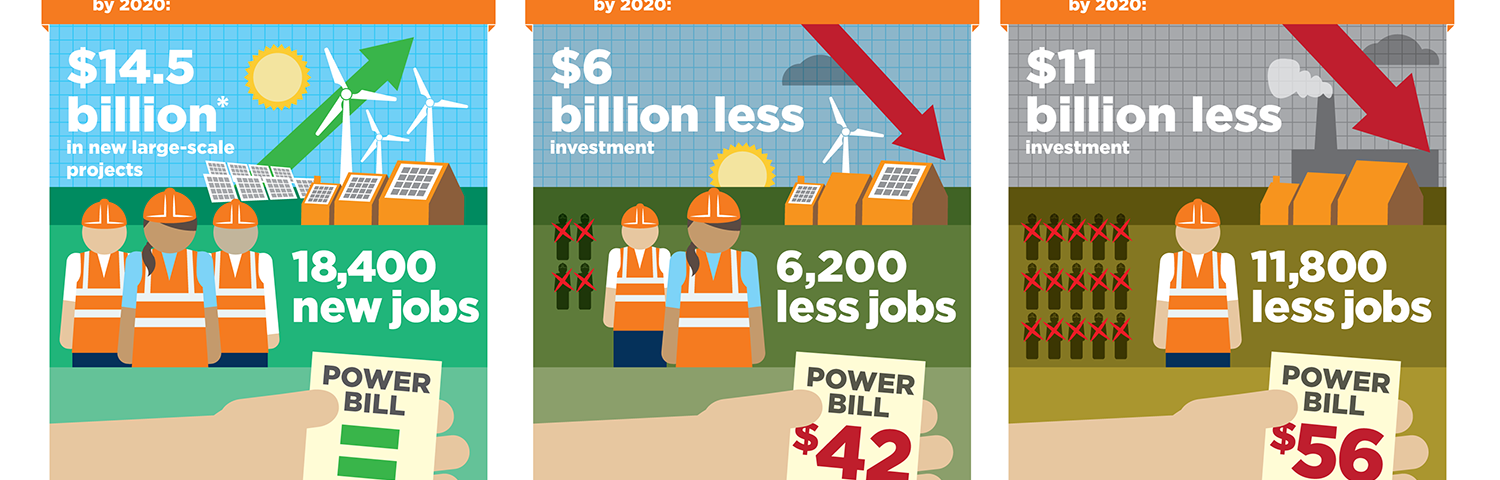 by 2020:
$14.5
billion*
in new large-scale
projects
18,400
new jobs
POWER
BILL
by 2020:
$6
billion less
investment
6,200
less jobs
POWER
BILL
$42
by 2020:
$11
billion less
investment
11,800
less jobs
POWER
BILL
$56